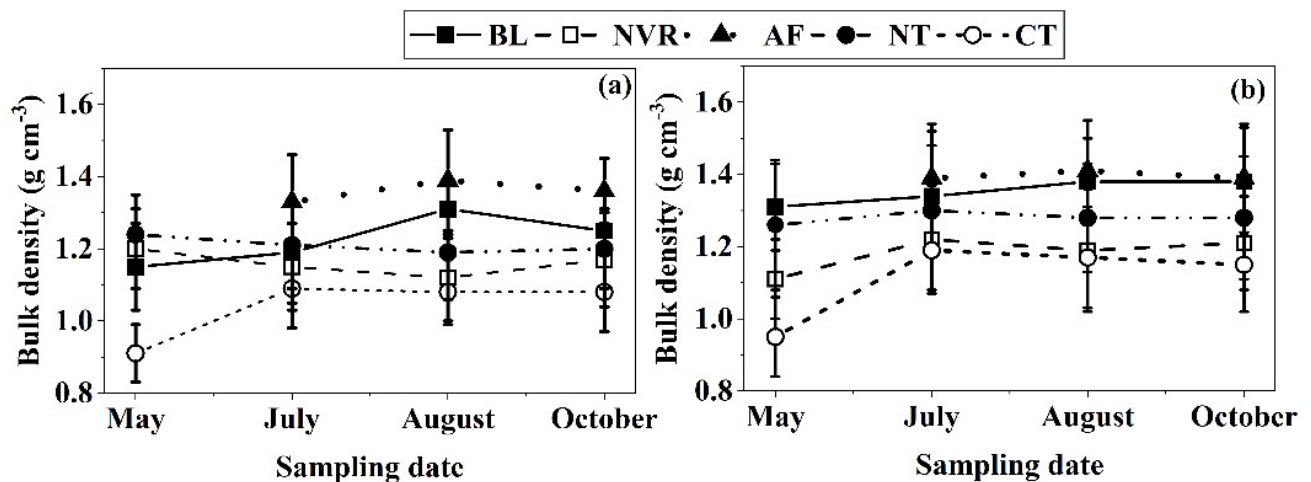 BL NVR AF NT CT
(a)
Bulk density (g cm-3)
1.6
1.4
1.2
1.0
0.8
May July August October
Sampling datc
(b)
Bulk density (g cm-3)
1.6
1.4
1.2
1.0
0.8
May July August October
Sampling date